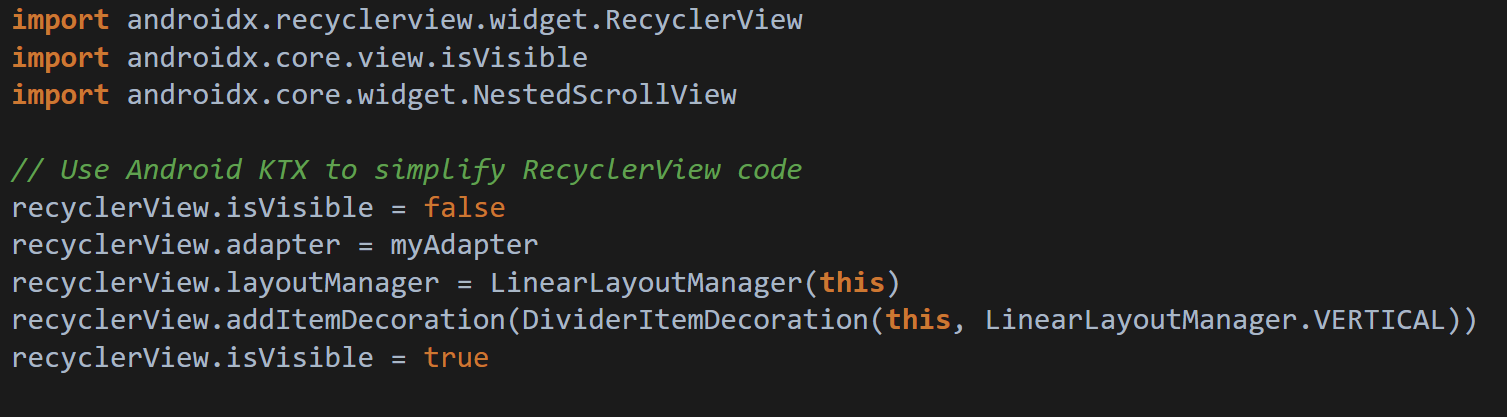 import androidx.recyclerview.widget.RecyclerView
import androidx.core.view.isVisible
import androidx.core.widget.NestedScrollView
// Use Android KTX to simplify RecyclerView code
recyclerView.isVisible = false
recyclerView.adapter = myAdapter
recyclerView.layoutManager = LinearLayoutManager(this)
recyclerView.addItemDecoration(DividerItemDecoration(this, LinearLayoutManager.VERTICAL))
recyclerView.isVisible = true